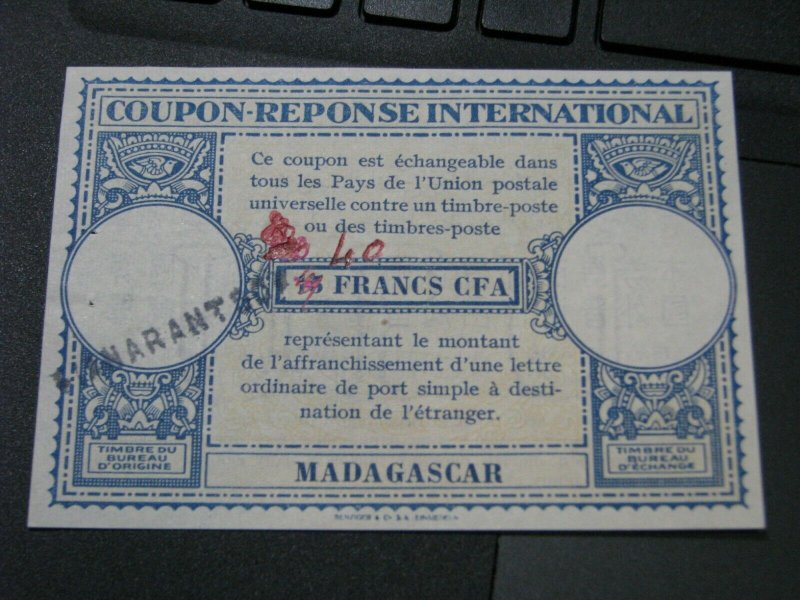 COUPON-REPONSE INTERNATIONAL
Ce coupon est échangeable dans
tous les Pays de l'Union postale
universelle contre un timbre-poste
ou des timbres-poste
40
FRANCS CFA
représentant le montant
de l'affranchissement d'une lettre
ordinaire de port simple à desti-
nation de l'étranger.
TIMBRE DU
BUREAU
D'ORIGINE
TIMBRE DU
BUREAU
D'ÉCHANGE
MADAGASCAR